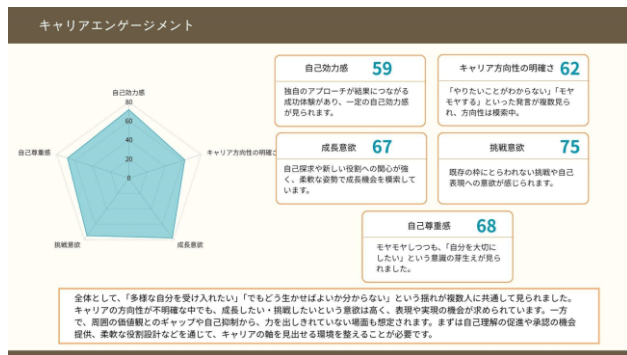 キャリアエンゲージメント
自己効力感
80
60
40
20
0
キャリア方向性の明確さ
成長意欲
挑戦意欲
自己尊重感
自己効力感 59
独自のアプローチが結果につながる
成功体験があり、一定の自己効力感
が見られます。
キャリア方向性の明確さ 62
「やりたいことがわからない」「モヤ
モヤする」といった発言が複数見ら
れ、方向性は模索中。
成長意欲 67
自己探求や新しい役割への関心が強
く、柔軟な姿勢で成長機会を模索して
います。
挑戦意欲 75
既存の枠にとらわれない挑戦や自己
表現への意欲が感じられます。
自己尊重感 68
モヤモヤしつつも、「自分を大切に
したい」という意識の芽生えが見ら
れました。
全体として、「多様な自分を受け入れたい」「でもどう生かせばよいか分からない」という揺れが複数人に共通して見られました。
キャリアの方向性が不明確な中でも、成長したい・挑戦したいという意欲は高く、表現や実現の機会が求められています。一方
で、周囲の価値観とのギャップや自己抑制から、力を出しきれていない場面も想定されます。まずは自己理解の促進や承認の機会
提供、柔軟な役割設計などを通じて、キャリアの軸を見出せる環境を整えることが必要です。